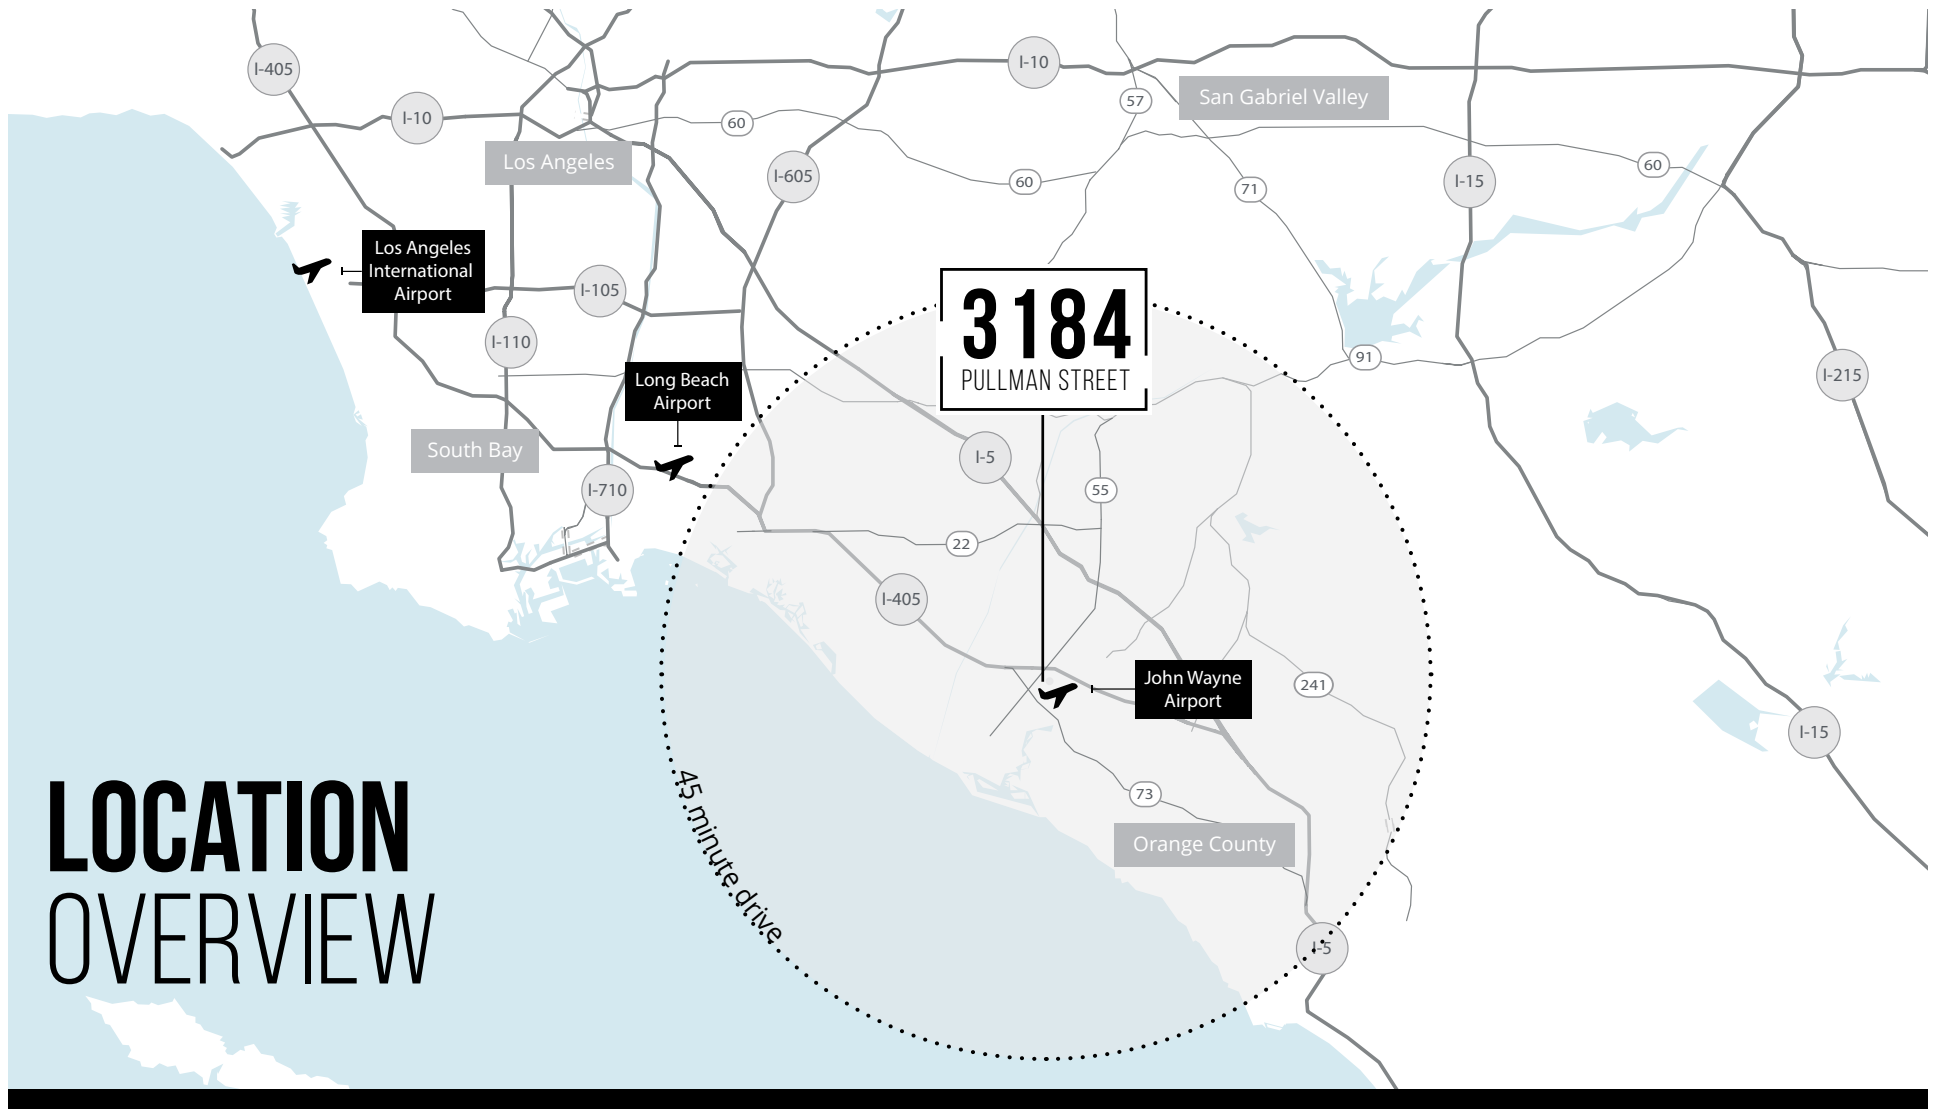 I-405
I-10
I-10
57
San Gabriel Valley
60
Los Angeles
I-605
60
71
I-15
60
Los Angeles
International
Airport
I-105
3184
PULLMAN STREET
I-110
91
I-215
Long Beach
Airport
South Bay
I-5
I-710
55
22
I-405
John Wayne
Airport
241
I-15
73
45 minute drive
Orange County
I-5
LOCATION
OVERVIEW